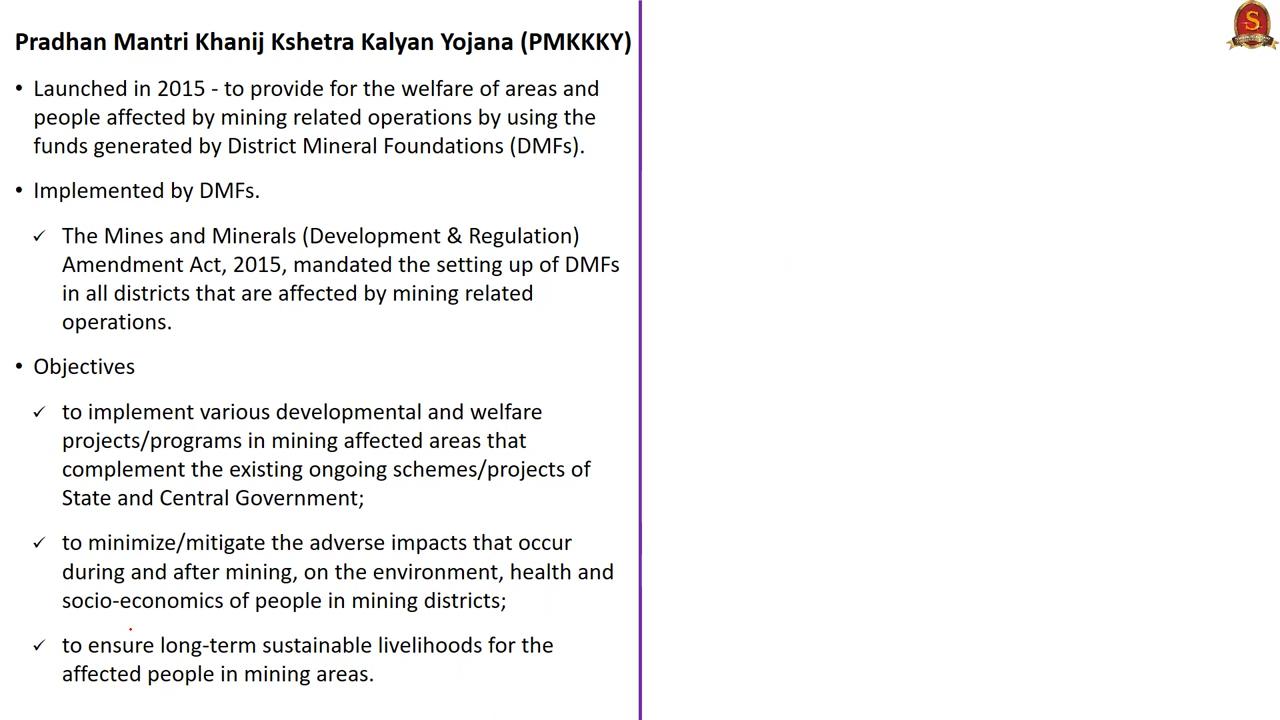 Pradhan Mantri Khanij Kshetra Kalyan Yojana (PMKKKY)
• Launched in 2015 - to provide for the welfare of areas and
people affected by mining related operations by using the
funds generated by District Mineral Foundations (DMFs).
• Implemented by DMFs.
✓ The Mines and Minerals (Development & Regulation)
Amendment Act, 2015, mandated the setting up of DMFs
in all districts that are affected by mining related
operations.
• Objectives
✓ to implement various developmental and welfare
projects/programs in mining affected areas that
complement the existing ongoing schemes/projects of
State and Central Government;
✓ to minimize/mitigate the adverse impacts that occur
during and after mining, on the environment, health and
socio-economics of people in mining districts;
✓ to ensure long-term sustainable livelihoods for the
affected people in mining areas.
S